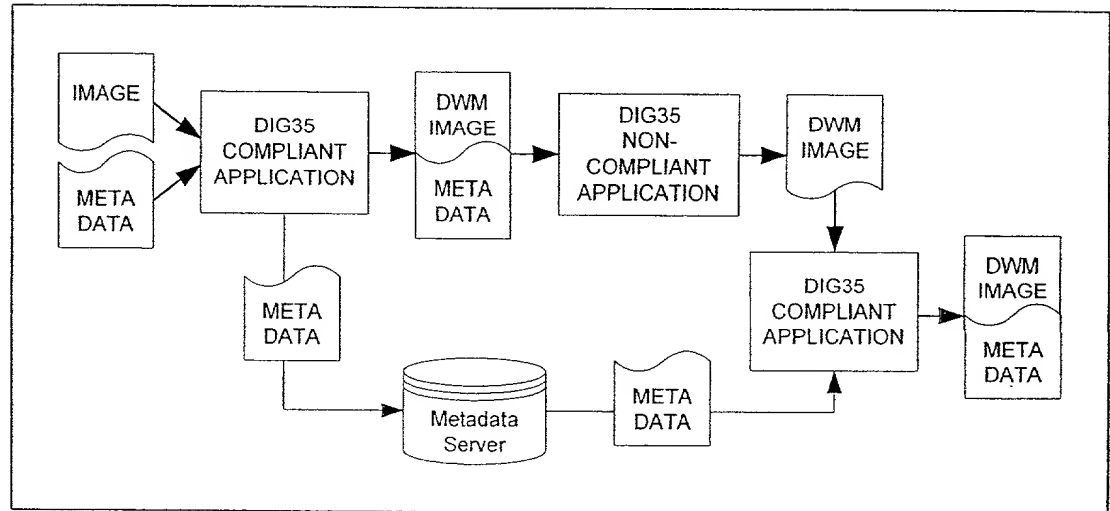 IMAGE
META
DATA
DIG35
COMPLIANT
APPLICATION
DWM
IMAGE
META
DATA
DIG35
NON-
COMPLIANT
APPLICATION
DWM
IMAGE
META
DATA
Metadata
Server
META
DATA
DIG35
COMPLIANT
APPLICATION
DWM
IMAGE
META
DATA